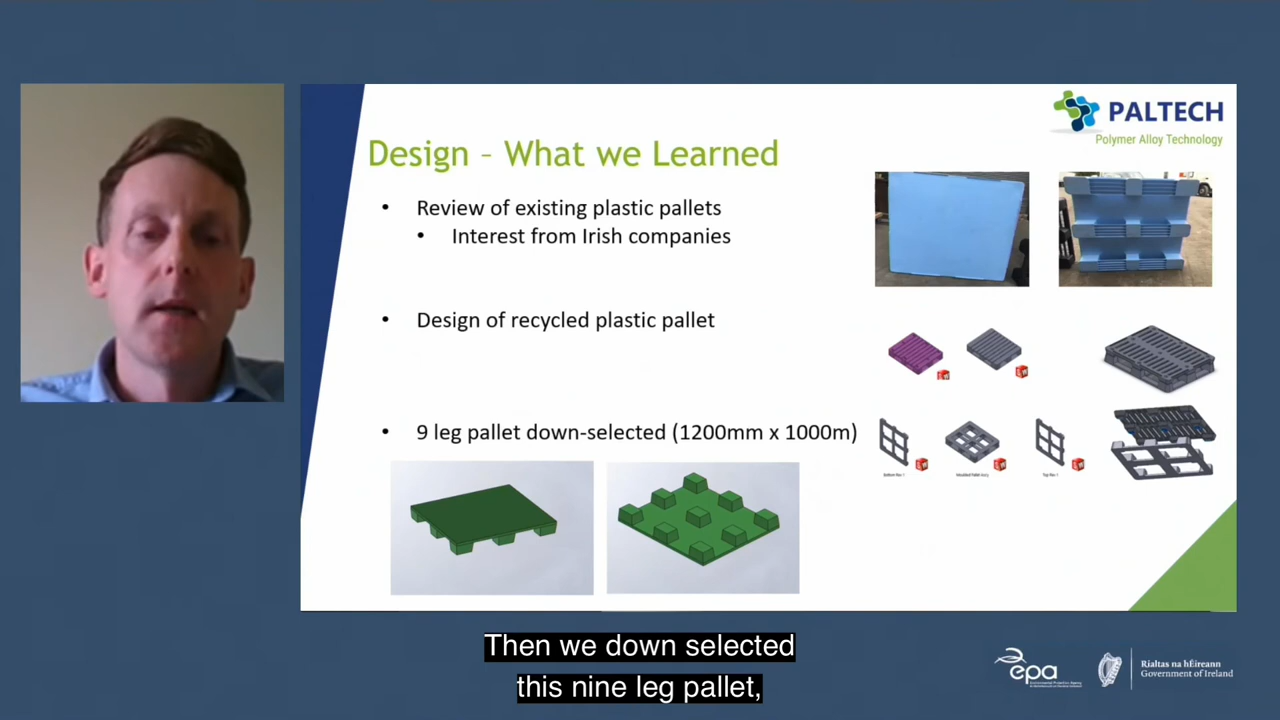 PALTECH
Polymer Alloy Technology
Design – What we Learned
• Review of existing plastic pallets
• Interest from Irish companies
• Design of recycled plastic pallet
• 9 leg pallet down-selected (1200mm x 1000m)
Then we down selected
this nine leg pallet,
epa
Rialtas na hÉireann
Government of Ireland